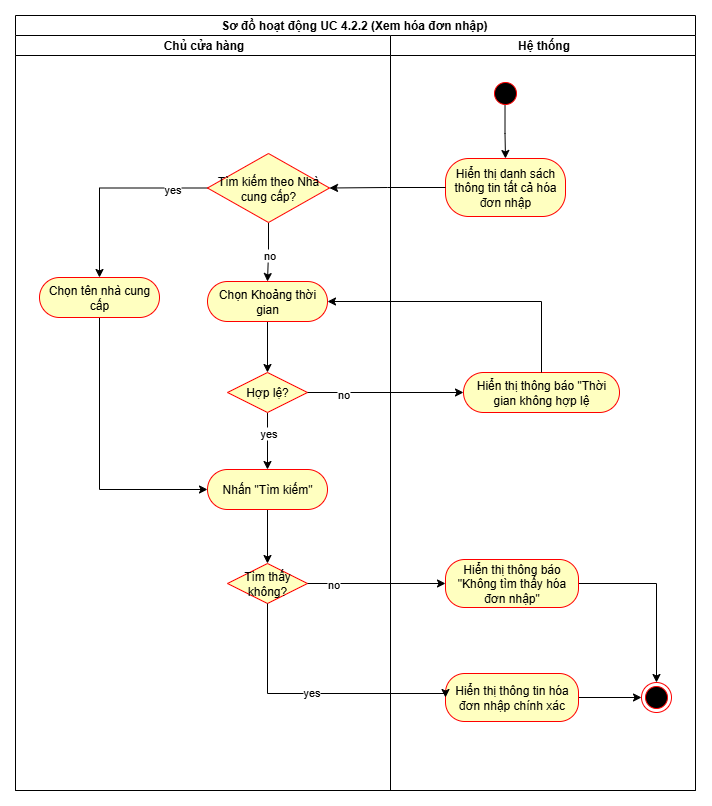 Sơ đồ hoạt động UC 4.2.2 (Xem hóa đơn nhập)
Chủ cửa hàng
Hệ thống
Hiển thị danh sách
thông tin tất cả hóa
đơn nhập
Tìm kiếm theo Nhà
cung cấp?
yes
no
Chọn tên nhà cung
cấp
Chọn Khoảng thời
gian
Hợp lệ?
no
Hiển thị thông báo "Thời
gian không hợp lệ
yes
Nhấn "Tìm kiếm"
Tìm thấy
không?
no
Hiển thị thông báo
"Không tìm thấy hóa
đơn nhập"
yes
Hiển thị thông tin hóa
đơn nhập chính xác